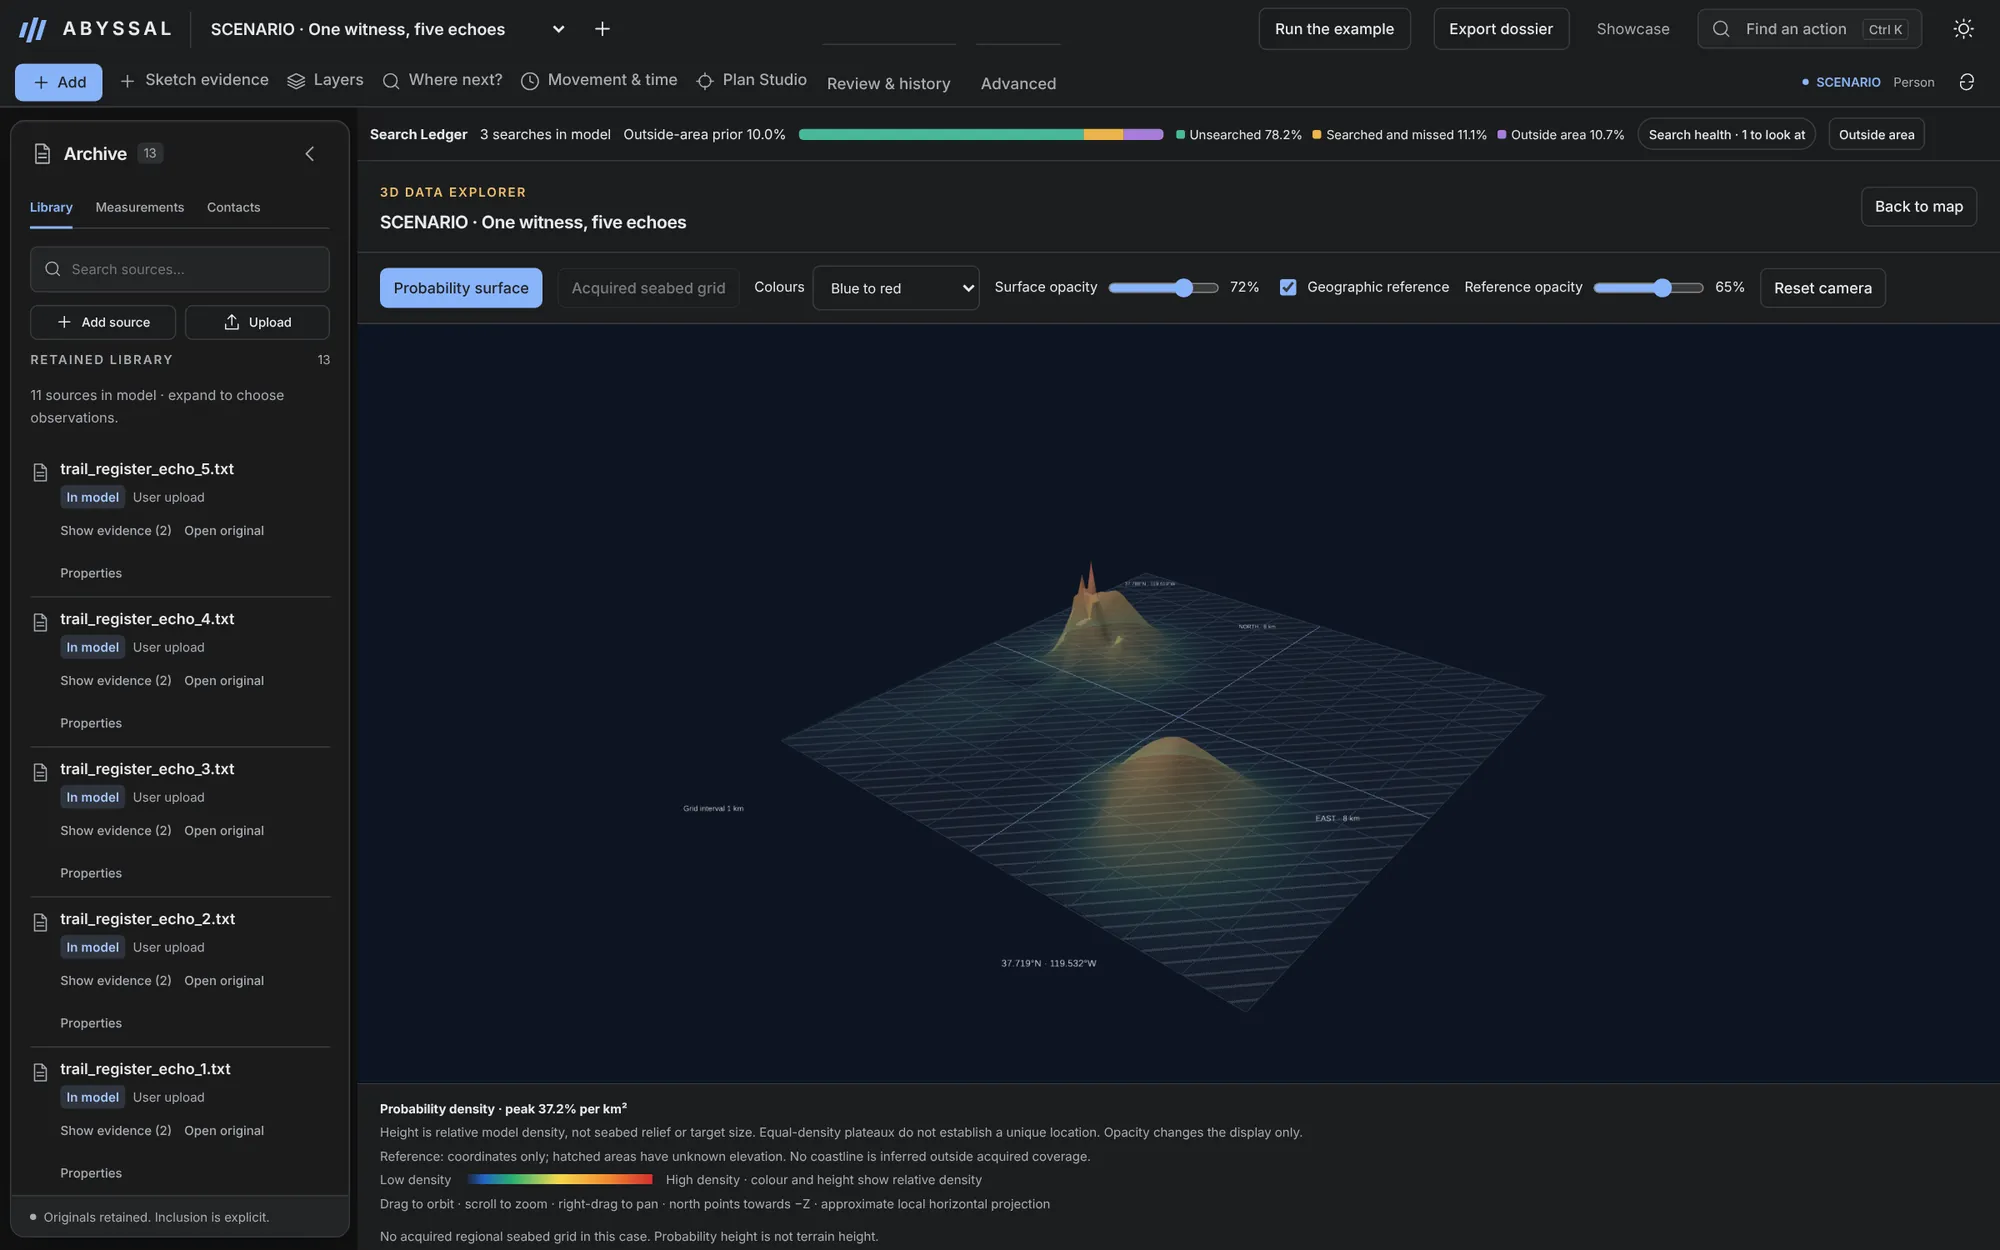 ABYSSAL
SCENARIO · One witness, five echoes
Run the example
Export dossier
Showcase
Find an action
Ctrl K
Add
Sketch evidence
Layers
Where next?
Movement & time
Plan Studio
Review & history
Advanced
SCENARIO
Person
Archive
13
Library
Measurements
Contacts
Search sources...
Add source
Upload
RETAINED LIBRARY
13
11 sources in model · expand to choose
observations.
trail_register_echo_5.txt
In model
User upload
Show evidence (2)
Open original
Properties
trail_register_echo_4.txt
In model
User upload
Show evidence (2)
Open original
Properties
trail_register_echo_3.txt
In model
User upload
Show evidence (2)
Open original
Properties
trail_register_echo_2.txt
In model
User upload
Show evidence (2)
Open original
Properties
trail_register_echo_1.txt
In model
User upload
Show evidence (2)
Open original
Properties
Originals retained. Inclusion is explicit.
Search Ledger
3 searches in model
Outside-area prior 10.0%
Unsearched 78.2%
Searched and missed 11.1%
Outside area 10.7%
Search health · 1 to look at
Outside area
3D DATA EXPLORER
SCENARIO · One witness, five echoes
Back to map
Probability surface
Acquired seabed grid
Colours
Blue to red
Surface opacity
72%
Geographic reference
Reference opacity
65%
Reset camera
NORTH · 8 km
Grid interval 1 km
EAST · 8 km
37.719°N · 119.532°W
Probability density · peak 37.2% per km²
Height is relative model density, not seabed relief or target size. Equal-density plateaux do not establish a unique location. Opacity changes the display only.
Reference: coordinates only; hatched areas have unknown elevation. No coastline is inferred outside acquired coverage.
Low density
High density · colour and height show relative density
Drag to orbit · scroll to zoom · right-drag to pan · north points towards −Z · approximate local horizontal projection
No acquired regional seabed grid in this case. Probability height is not terrain height.